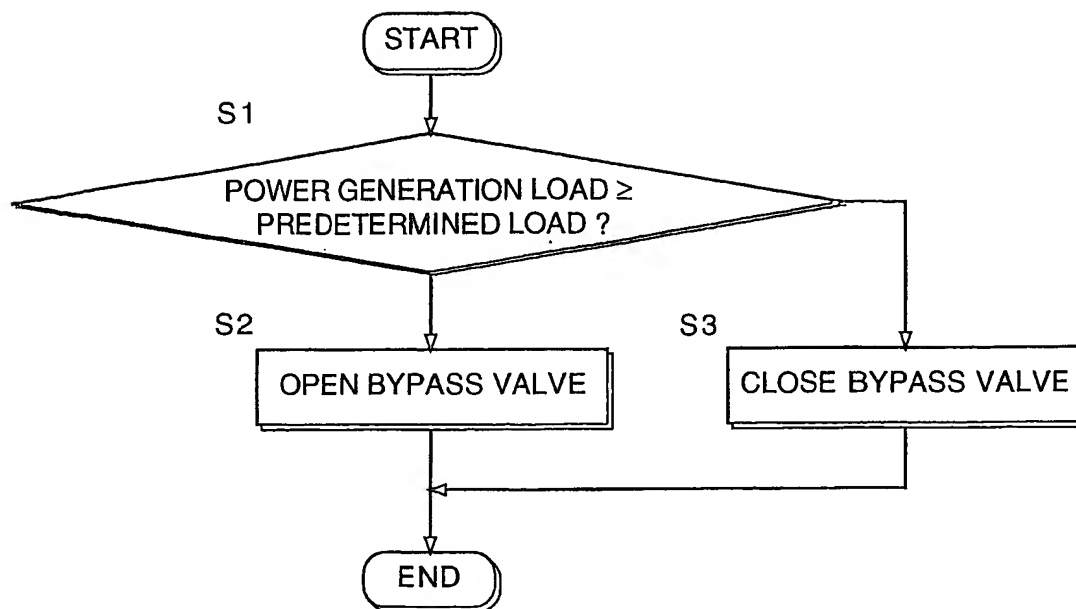 START
S1
POWER GENERATION LOAD ≥
PREDETERMINED LOAD ?
S2
OPEN BYPASS VALVE
S3
CLOSE BYPASS VALVE
END